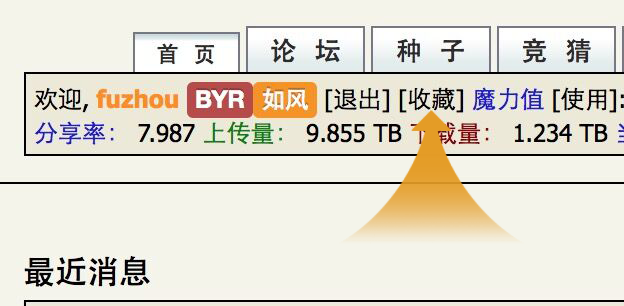 首 页 论 坛 种 子 竞 猜
欢迎, fuzhou BYR 如风 [退出] [收藏] 魔力值 [使用]:
分享率： 7.987 上传量： 9.855 TB 下载量： 1.234 TB
最近消息